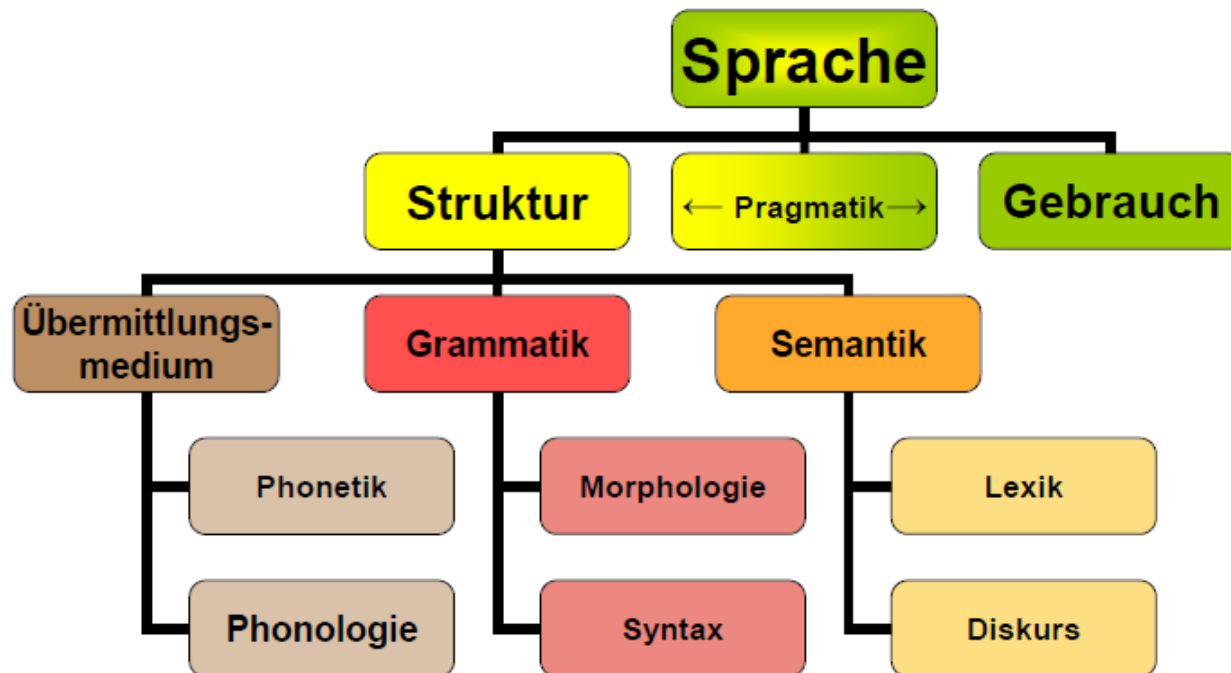 Sprache
Struktur
← Pragmatik →
Gebrauch
Übermittlungs-
medium
Grammatik
Semantik
Phonetik
Morphologie
Lexik
Phonologie
Syntax
Diskurs